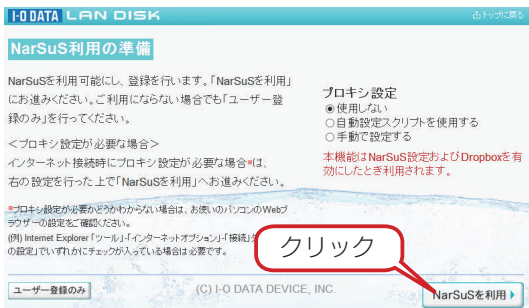 I-O DATA LAN DISK
トップに戻る
NarSuS利用の準備
NarSuSを利用可能にし、登録を行います。「NarSuSを利用」
にお進みください。ご利用にならない場合でも「ユーザー登
録のみ」を行ってください。
<プロキシ設定が必要な場合>
インターネット接続時にプロキシ設定が必要な場合※は、
右の設定を行った上で「NarSuSを利用」へお進みください。
※プロキシ設定が必要かどうかわからない場合は、お使いのパソコンのWebブ
ラウザーの設定をご確認ください。
(例) Internet Explorer「ツール」-「インターネットオプション」-「接続」
の設定」でいずれかにチェックが入っている場合は必要です。
プロキシ設定
使用しない
自動設定スクリプトを使用する
手動で設定する
本機能はNarSuS設定およびDropboxを有
効にしたとき利用されます。
クリック
ユーザー登録のみ
(C) I-O DATA DEVICE, INC.
NarSuSを利用